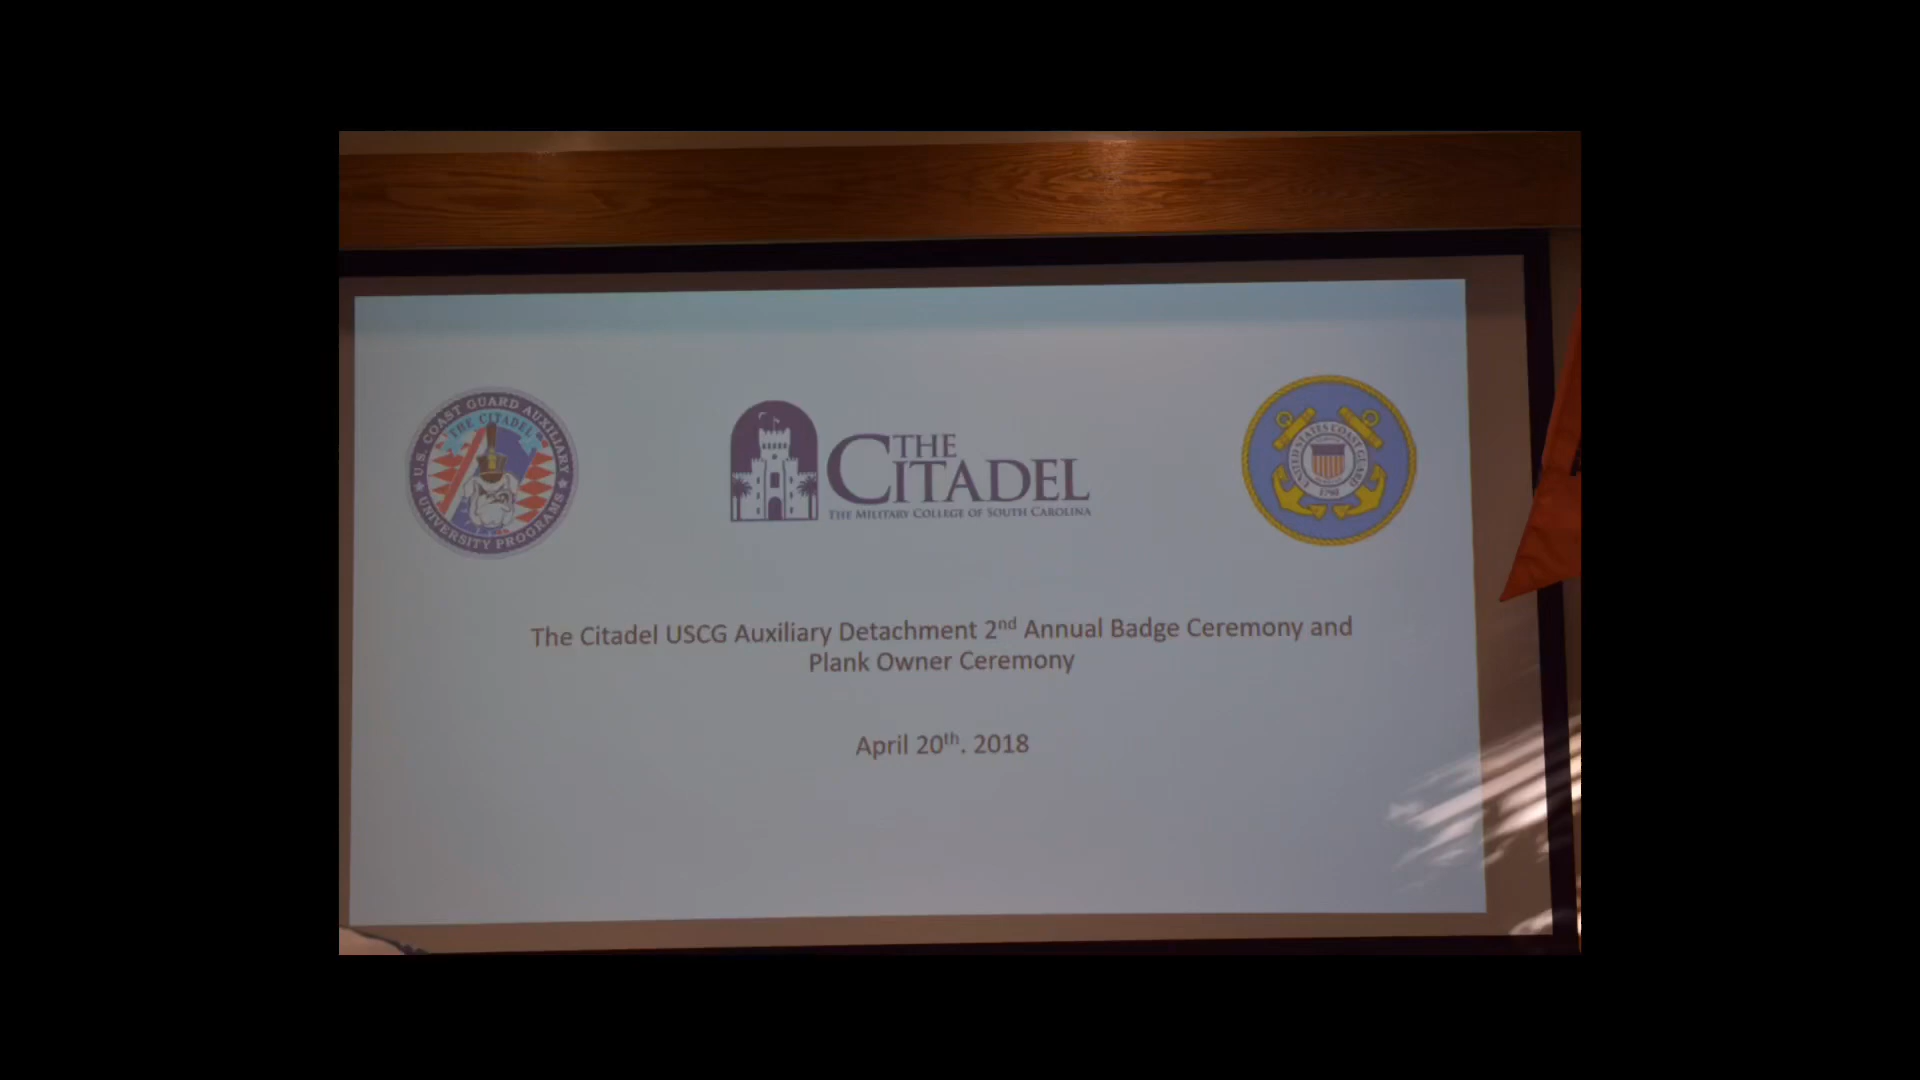 U.S. COAST GUARD AUXILIARY
THE CITADEL
UNIVERSITY PROGRAMS
THE
CITADEL
THE MILITARY COLLEGE OF SOUTH CAROLINA
UNITED STATES COAST GUARD
1790
The Citadel USCG Auxiliary Detachment 2nd Annual Badge Ceremony and
Plank Owner Ceremony
April 20th. 2018